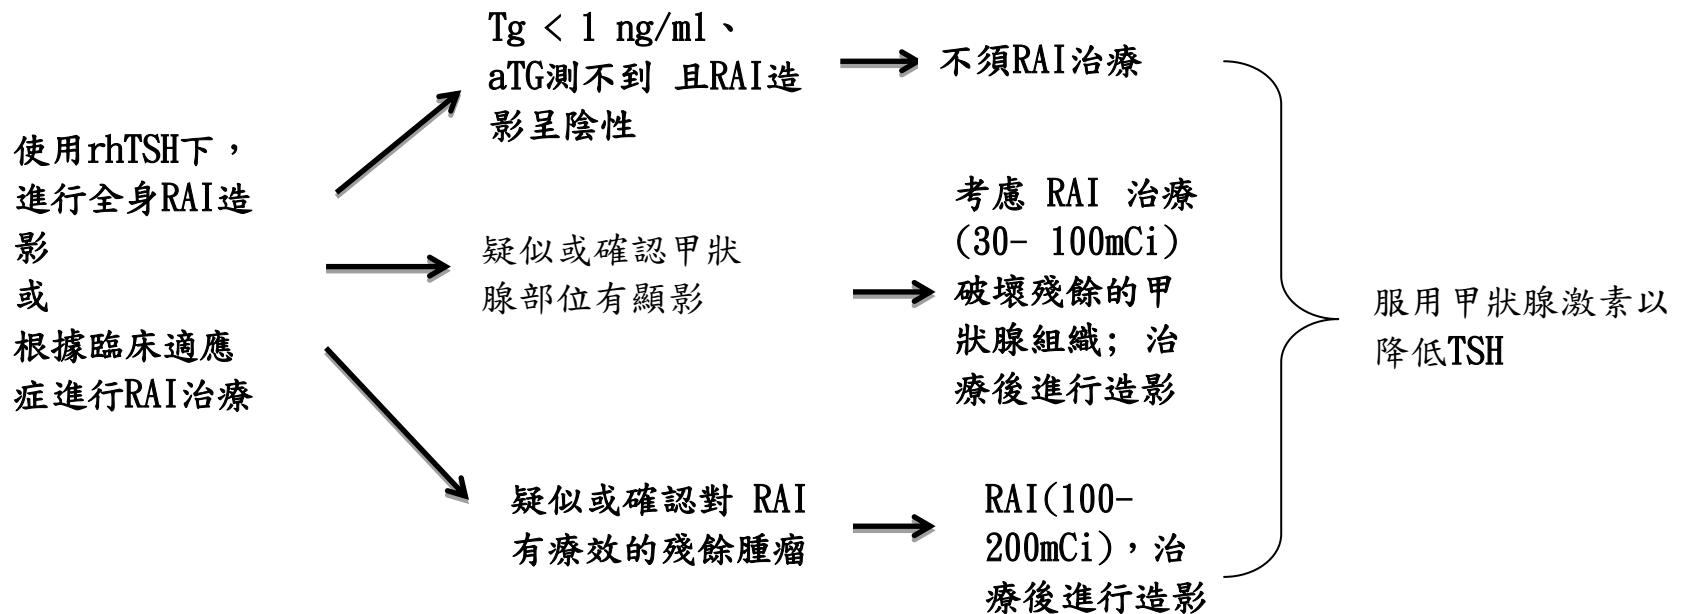 使用rhTSH下，
進行全身RAI造
影
或
根據臨床適應
症進行RAI治療
Tg < 1 ng/ml、
aTG測不到 且RAI造
影呈陰性
不須RAI治療
疑似或確認甲狀
腺部位有顯影
考慮 RAI 治療
(30- 100mCi)
破壞殘餘的甲
狀腺組織; 治
療後進行造影
疑似或確認對 RAI
有療效的殘餘腫瘤
RAI(100-
200mCi)，治
療後進行造影
服用甲狀腺激素以
降低TSH